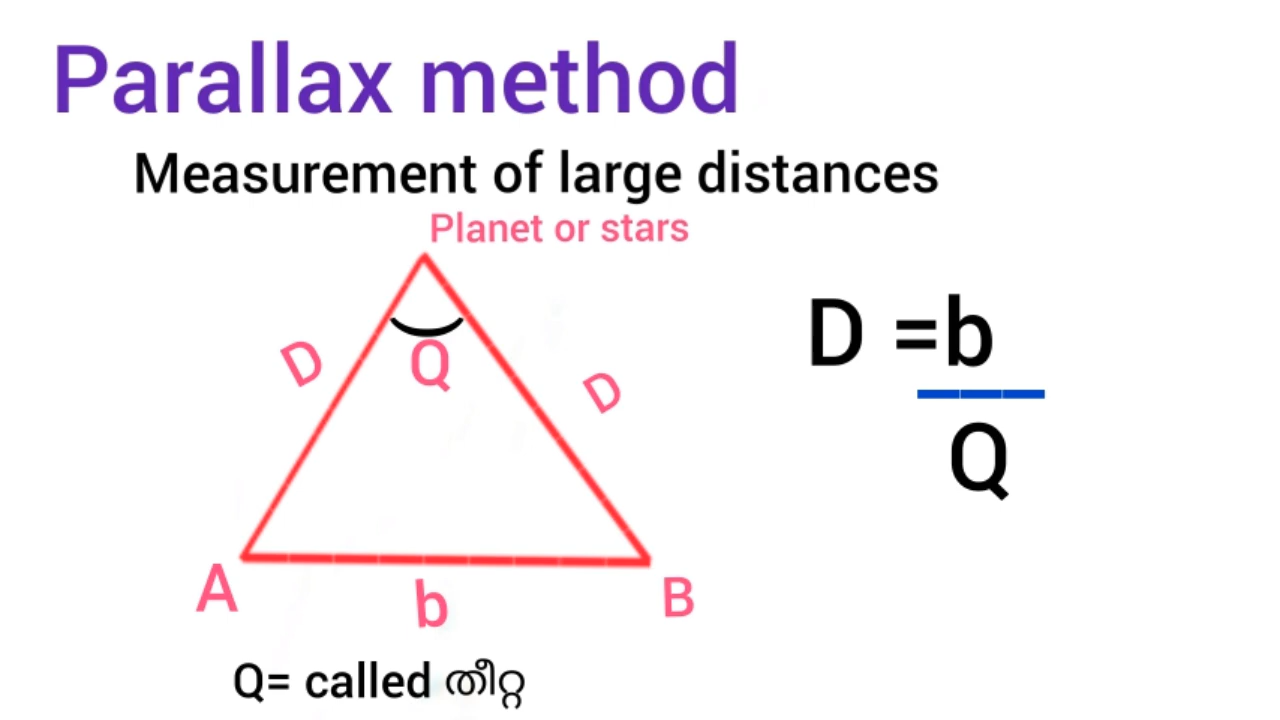 Parallax method
Measurement of large distances
Planet or stars
D
Q
D
D =b
Q
A
b
B
Q= called തീറ്റ